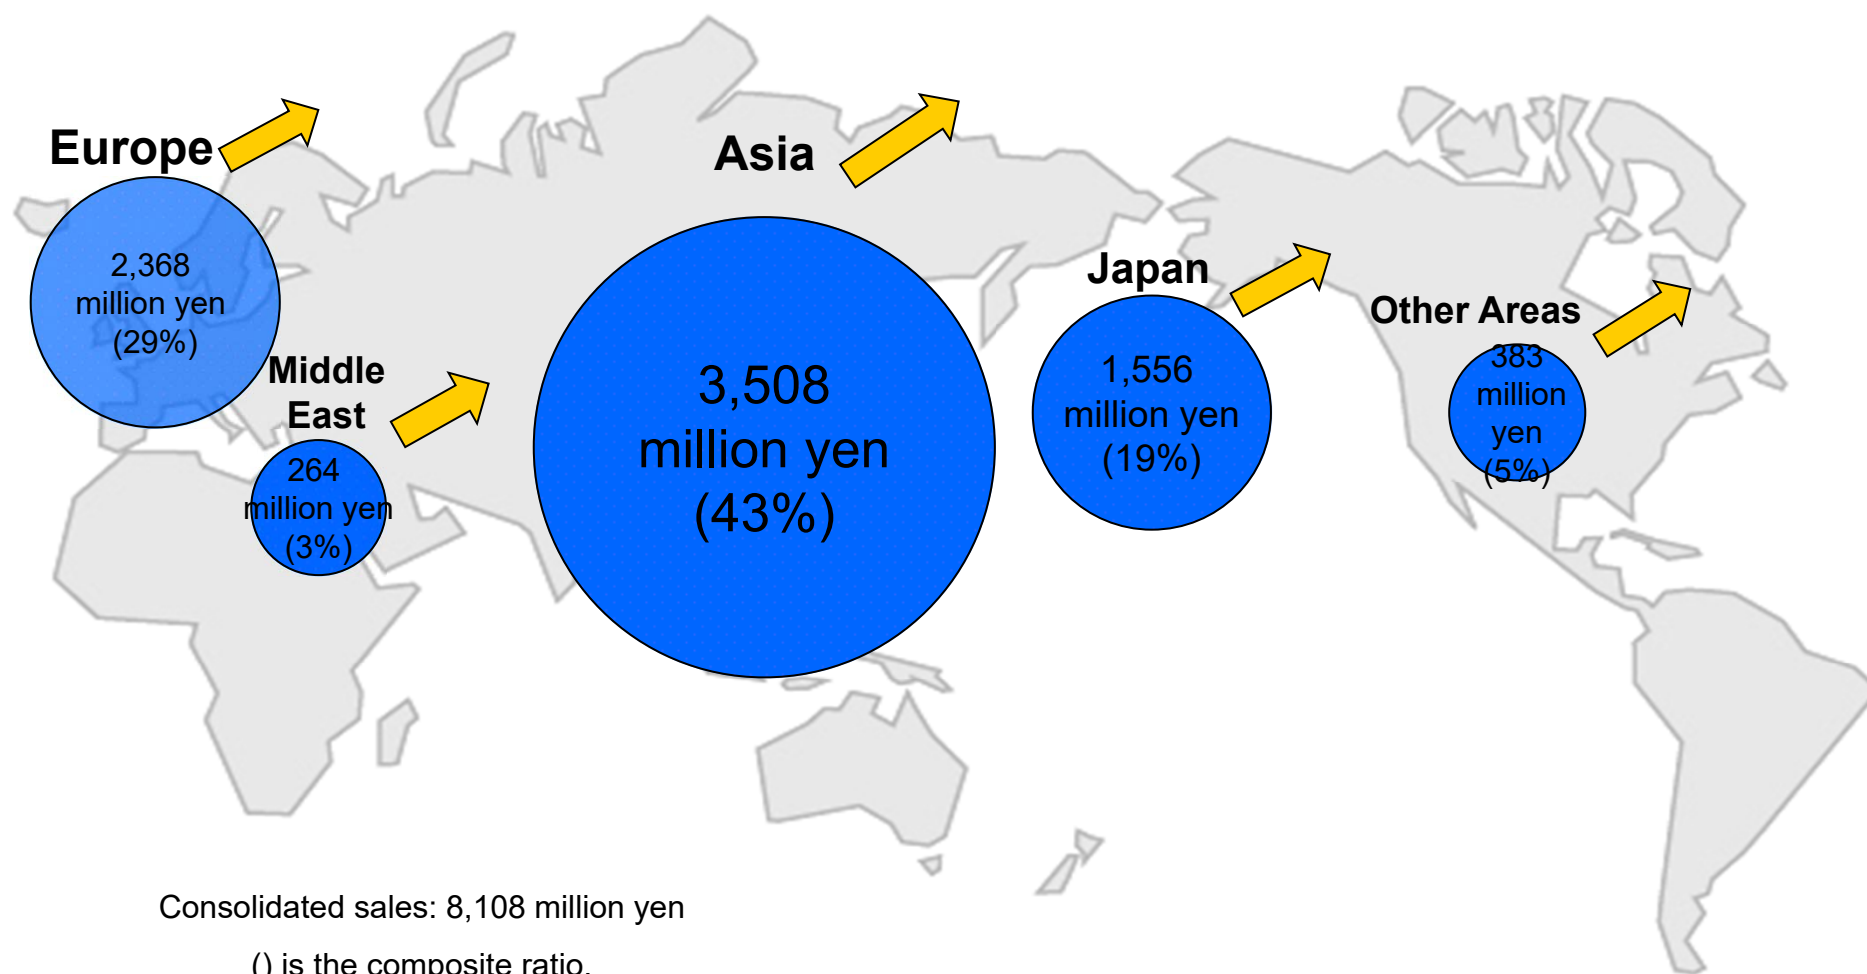 Europe
2,368
million yen
(29%)
Middle
East
264
million yen
(3%)
Asia
3,508
million yen
(43%)
Japan
1,556
million yen
(19%)
Other Areas
383
million
yen
(5%)
Consolidated sales: 8,108 million yen
() is the composite ratio.